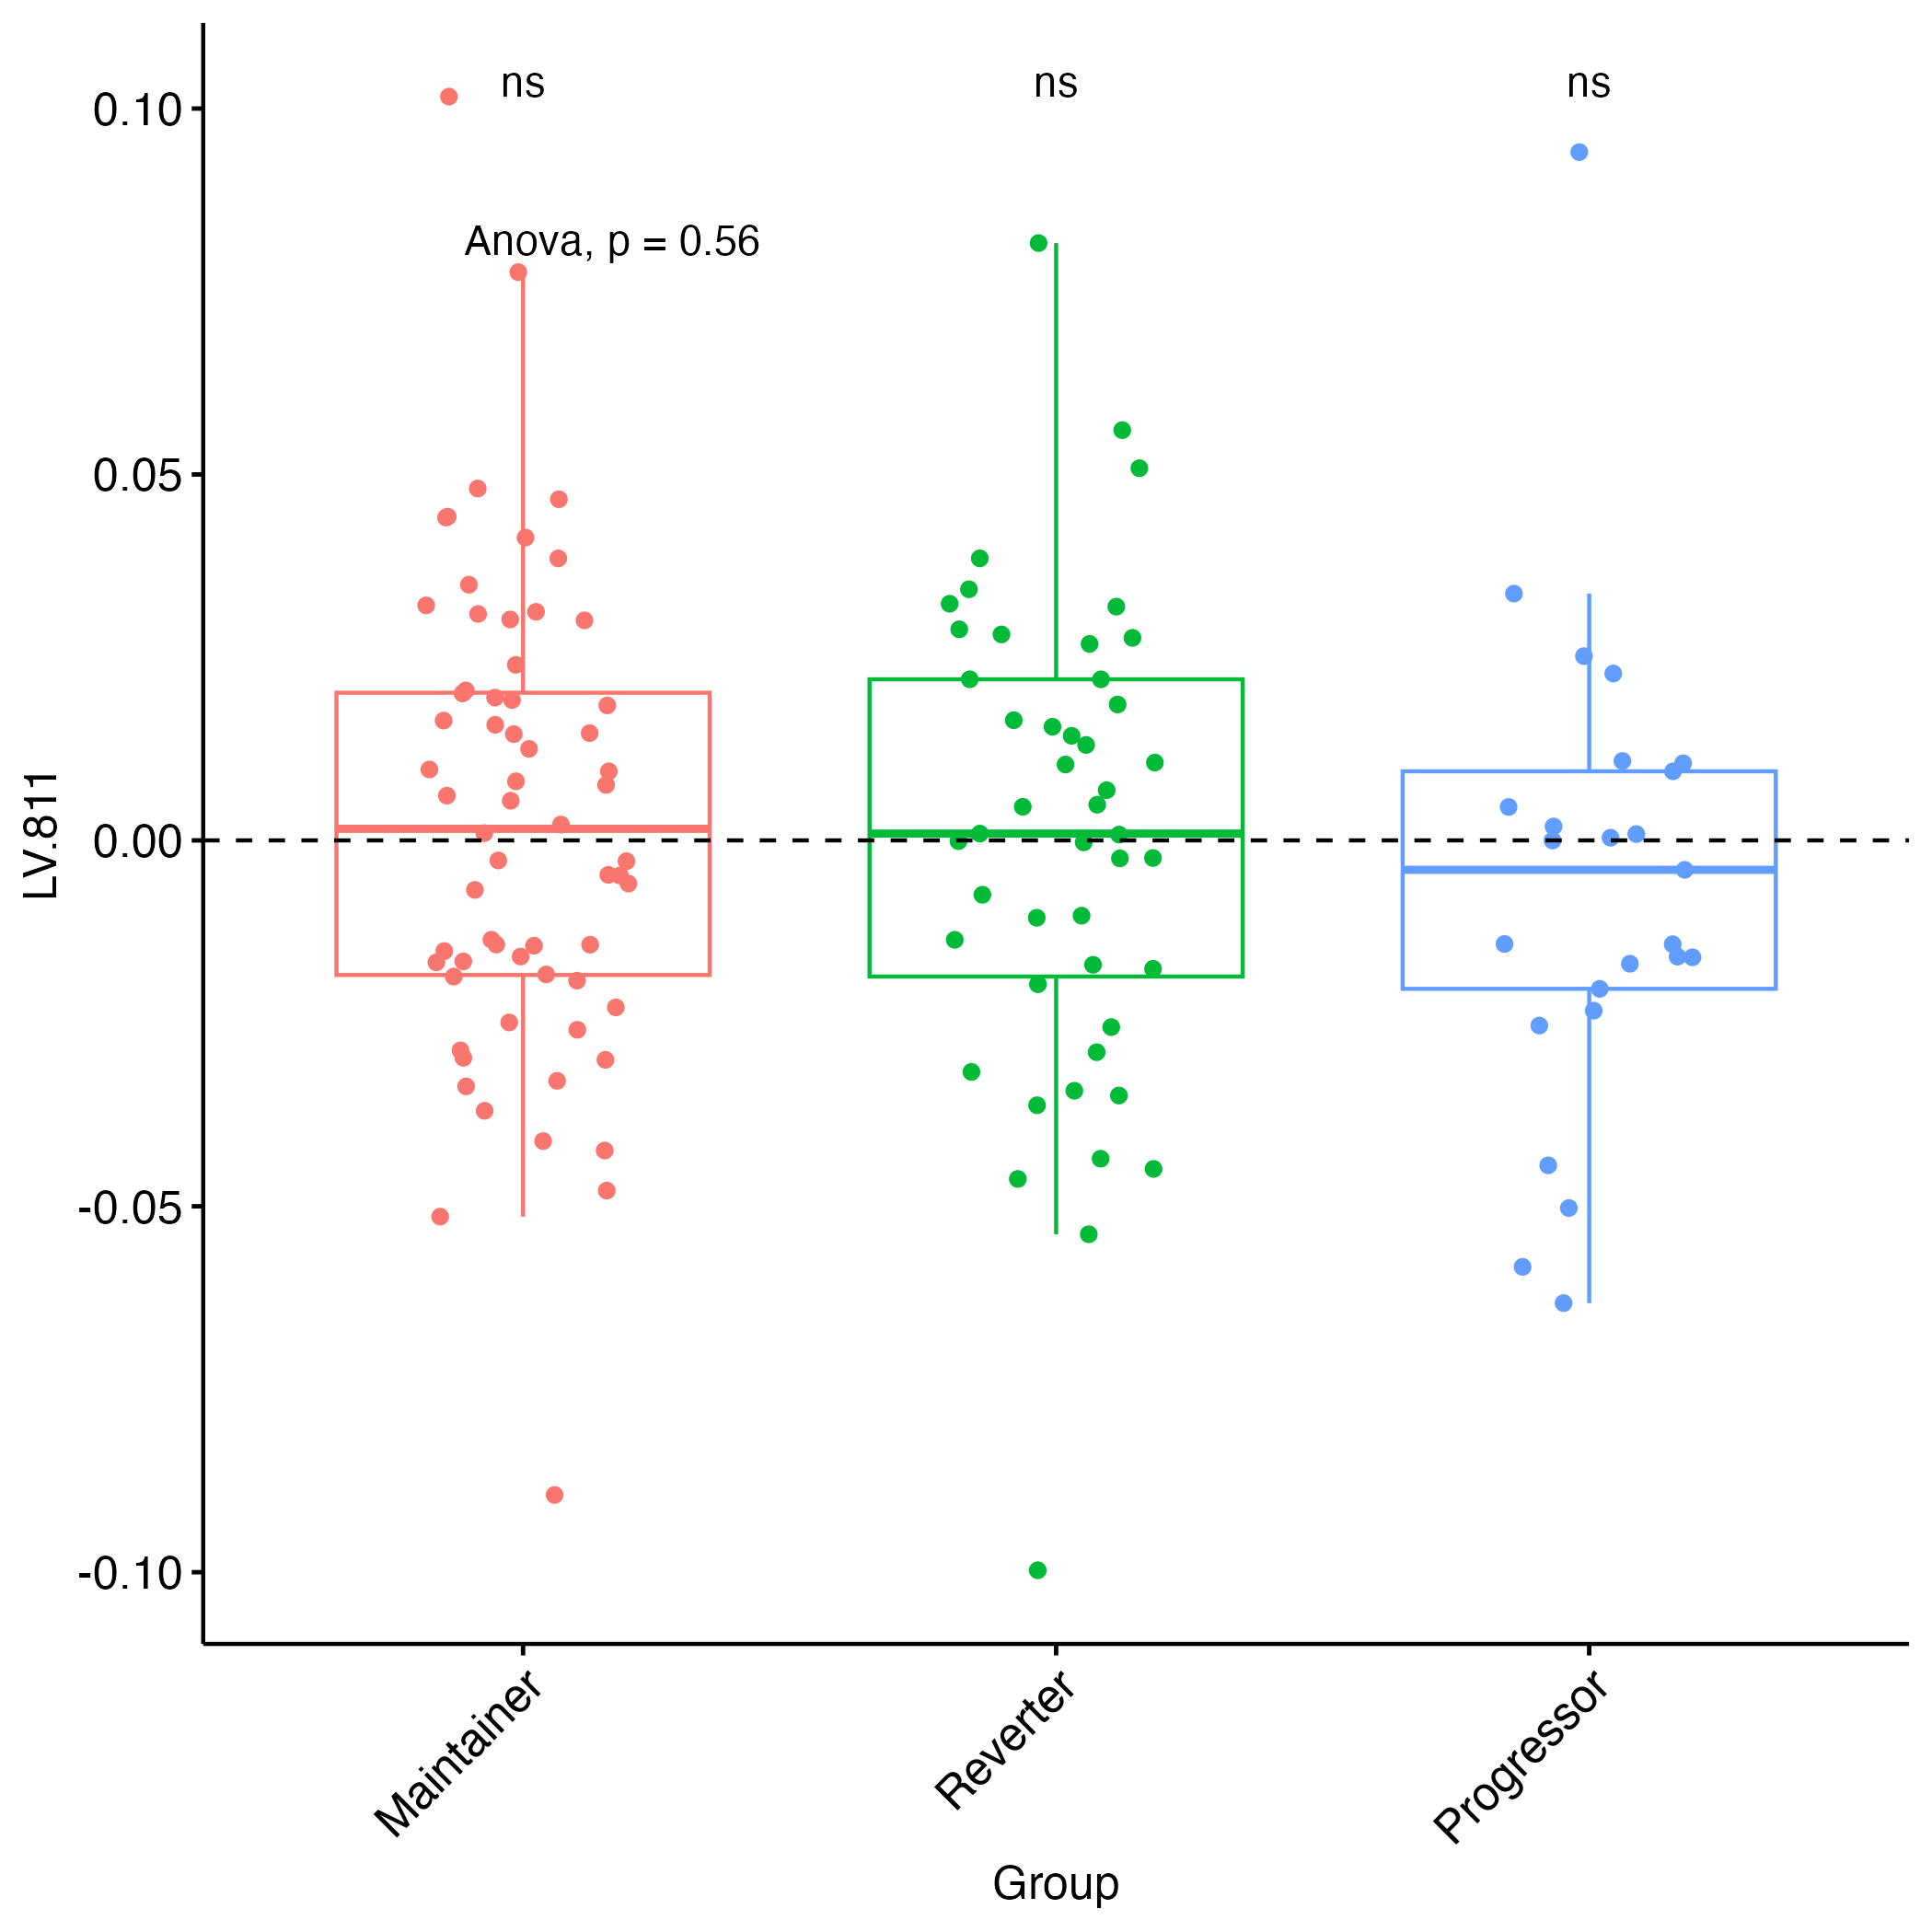 ns ns ns
Anova, p = 0.56
0.10
0.05
0.00
-0.05
-0.10
LV.811
Maintainer
Reverter
Progressor
Group